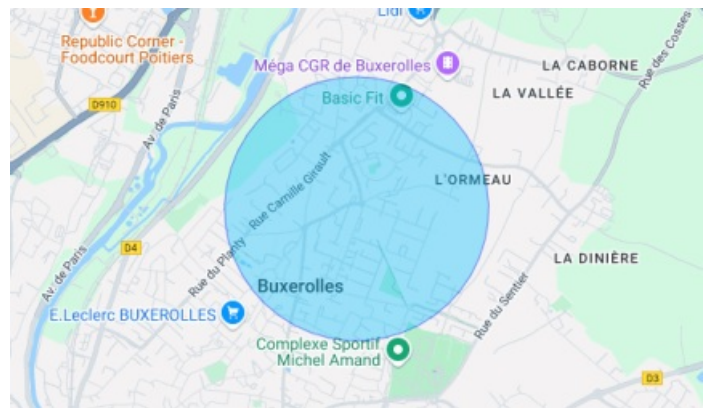 Lidl
Republic Corner -
Foodcourt Poitiers
Méga CGR de Buxerolles
LA CABORNE
Rue des Cosses
Basic Fit
LA VALLÉE
D910
Av. de Paris
Rue Camille Girault
L'ORMEAU
D4
Rue du Planty
Av. de Paris
LA DINIÈRE
Buxerolles
E.Leclerc BUXEROLLES
Rue du Sentier
Complexe Sportif
Michel Amand
D3